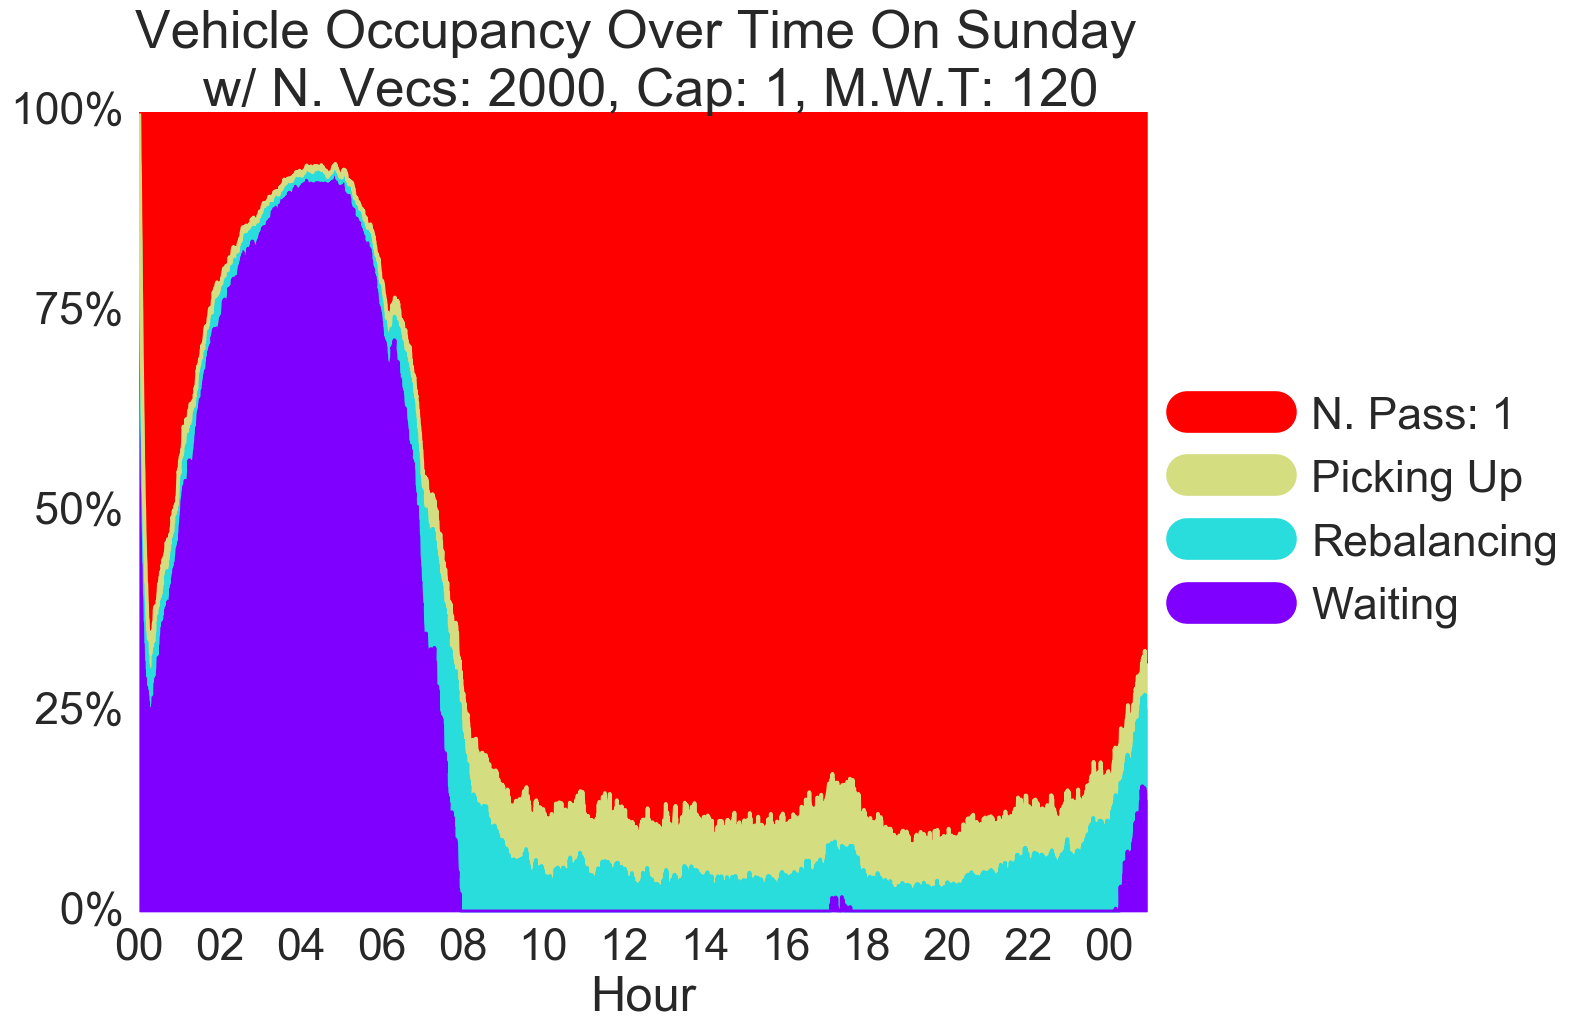 Vehicle Occupancy Over Time On Sunday
w/ N. Vecs: 2000, Cap: 1, M.W.T: 120
100%
75%
50%
25%
0%
00 02 04 06 08 10 12 14 16 18 20 22 00
Hour
N. Pass: 1
Picking Up
Rebalancing
Waiting